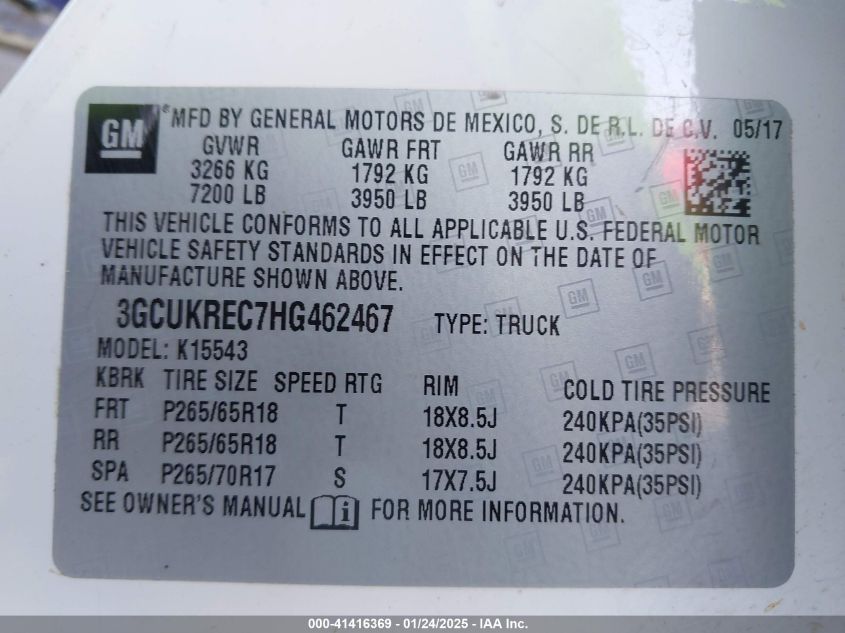 GM
®MFD BY GENERAL MOTORS DE MEXICO, S. DE R.L. DE C.V. 05/17
GVWR GAWR FRT GAWR RR
3266 KG 1792 KG 1792 KG
7200 LB 3950 LB 3950 LB
THIS VEHICLE CONFORMS TO ALL APPLICABLE U.S. FEDERAL MOTOR
VEHICLE SAFETY STANDARDS IN EFFECT ON THE DATE OF
MANUFACTURE SHOWN ABOVE.
3GCUKREC7HG462467 TYPE: TRUCK
MODEL: K15543
KBRK TIRE SIZE SPEED RTG RIM COLD TIRE PRESSURE
FRT P265/65R18 T 18X8.5J 240KPA(35PSI)
RR P265/65R18 T 18X8.5J 240KPA(35PSI)
SPA P265/70R17 S 17X7.5J 240KPA(35PSI)
SEE OWNER'S MANUAL i FOR MORE INFORMATION.
000-41416369 - 01/24/2025 - IAA Inc.